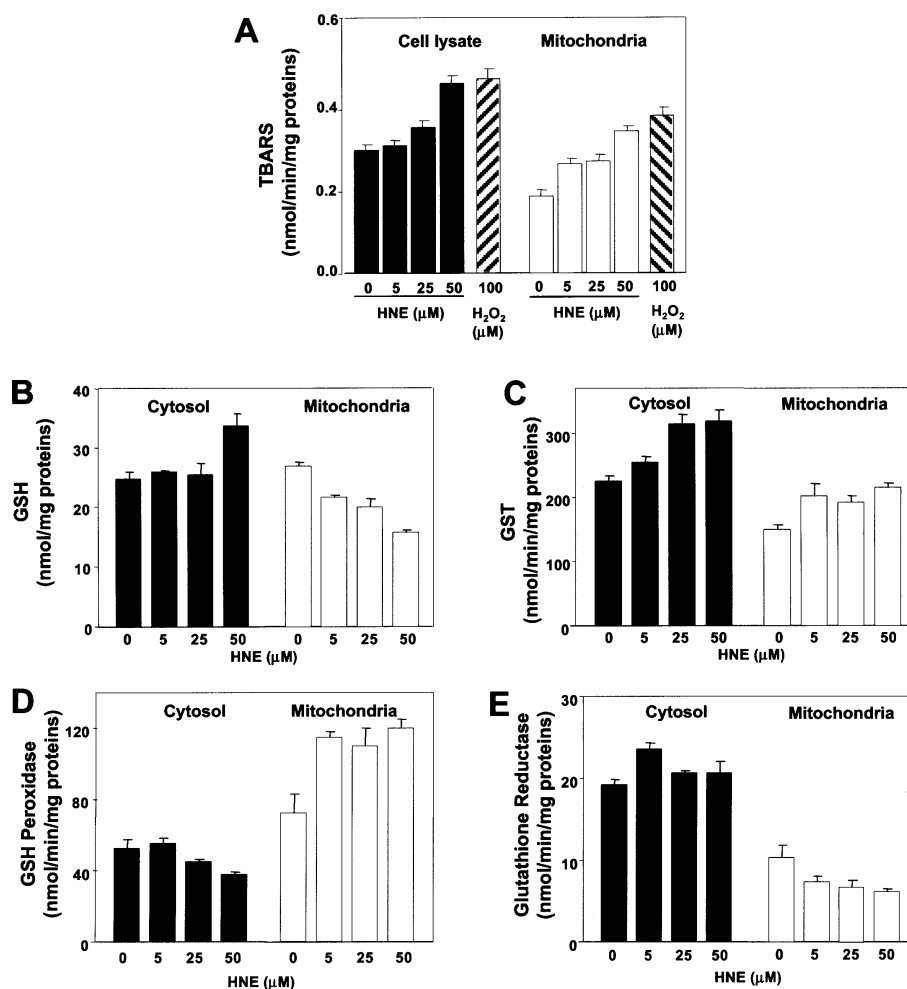 A
TBARS
(nmol/min/mg proteins)
0.6
0.4
0.2
0.0
Cell lysate Mitochondria
0 5 25 50 100 0 5 25 50 100
HNE (μM) H₂O₂ (μM) HNE (μM) H₂O₂ (μM)
B
GSH
(nmol/mg proteins)
40
30
20
10
0
Cytosol Mitochondria
0 5 25 50 0 5 25 50
HNE (μM)
C
GST
(nmol/min/mg proteins)
300
200
100
0
Cytosol Mitochondria
0 5 25 50 0 5 25 50
HNE (μM)
D
GSH Peroxidase
(nmol/min/mg proteins)
120
80
40
0
Cytosol Mitochondria
0 5 25 50 0 5 25 50
HNE (μM)
E
Glutathione Reductase
(nmol/min/mg proteins)
30
20
10
0
Cytosol Mitochondria
0 5 25 50 0 5 25 50
HNE (μM)